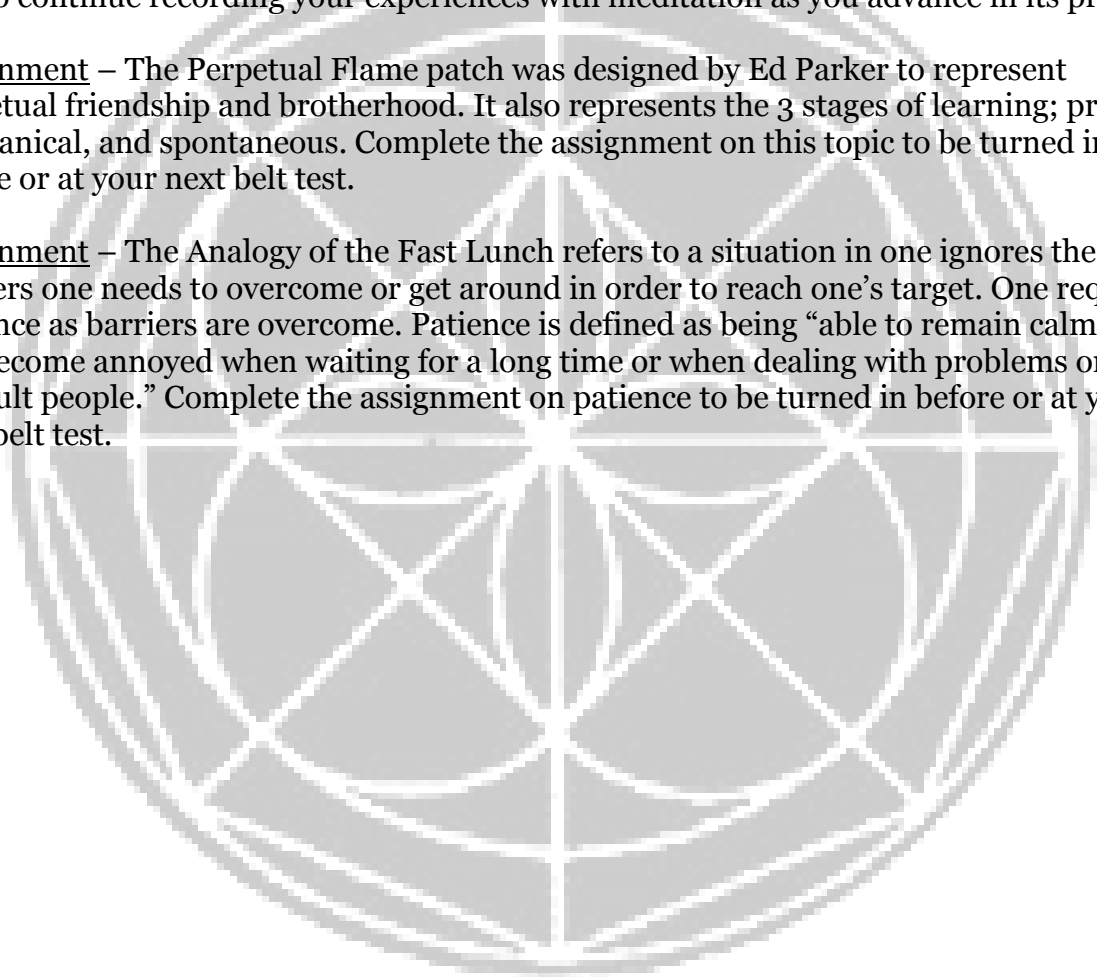 continue recording your experiences with meditation as you advance in its
nment – The Perpetual Flame patch was designed by Ed Parker to represent
etual friendship and brotherhood. It also represents the 3 stages of learning; pr
anical, and spontaneous. Complete the assignment on this topic to be turned in
e or at your next belt test.
nment – The Analogy of the Fast Lunch refers to a situation in one ignores the
ers one needs to overcome or get around in order to reach one’s target. One req
nce as barriers are overcome. Patience is defined as being “able to remain calm
ecome annoyed when waiting for a long time or when dealing with problems or
ult people.” Complete the assignment on patience to be turned in before or at y
belt test.